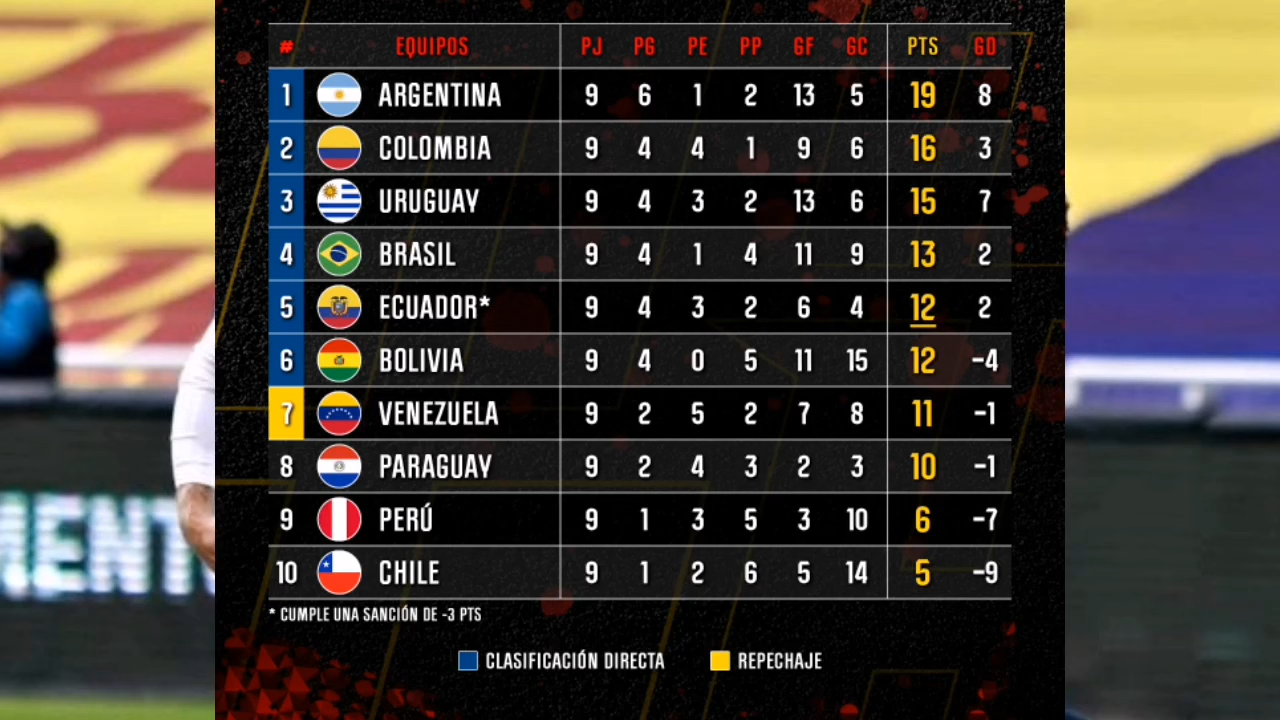 # EQUIPOS PJ PG PE PP GF GC PTS GD
1 ARGENTINA 9 6 1 2 13 5 19 8
2 COLOMBIA 9 4 4 1 9 6 16 3
3 URUGUAY 9 4 3 2 13 6 15 7
4 BRASIL 9 4 1 4 11 9 13 2
5 ECUADOR* 9 4 3 2 6 4 12 2
6 BOLIVIA 9 4 0 5 11 15 12 -4
7 VENEZUELA 9 2 5 2 7 8 11 -1
8 PARAGUAY 9 2 4 3 2 3 10 -1
9 PERÚ 9 1 3 5 3 10 6 -7
10 CHILE 9 1 2 6 5 14 5 -9
* CUMPLE UNA SANCIÓN DE -3 PTS
CLASIFICACIÓN DIRECTA REPECHAJE